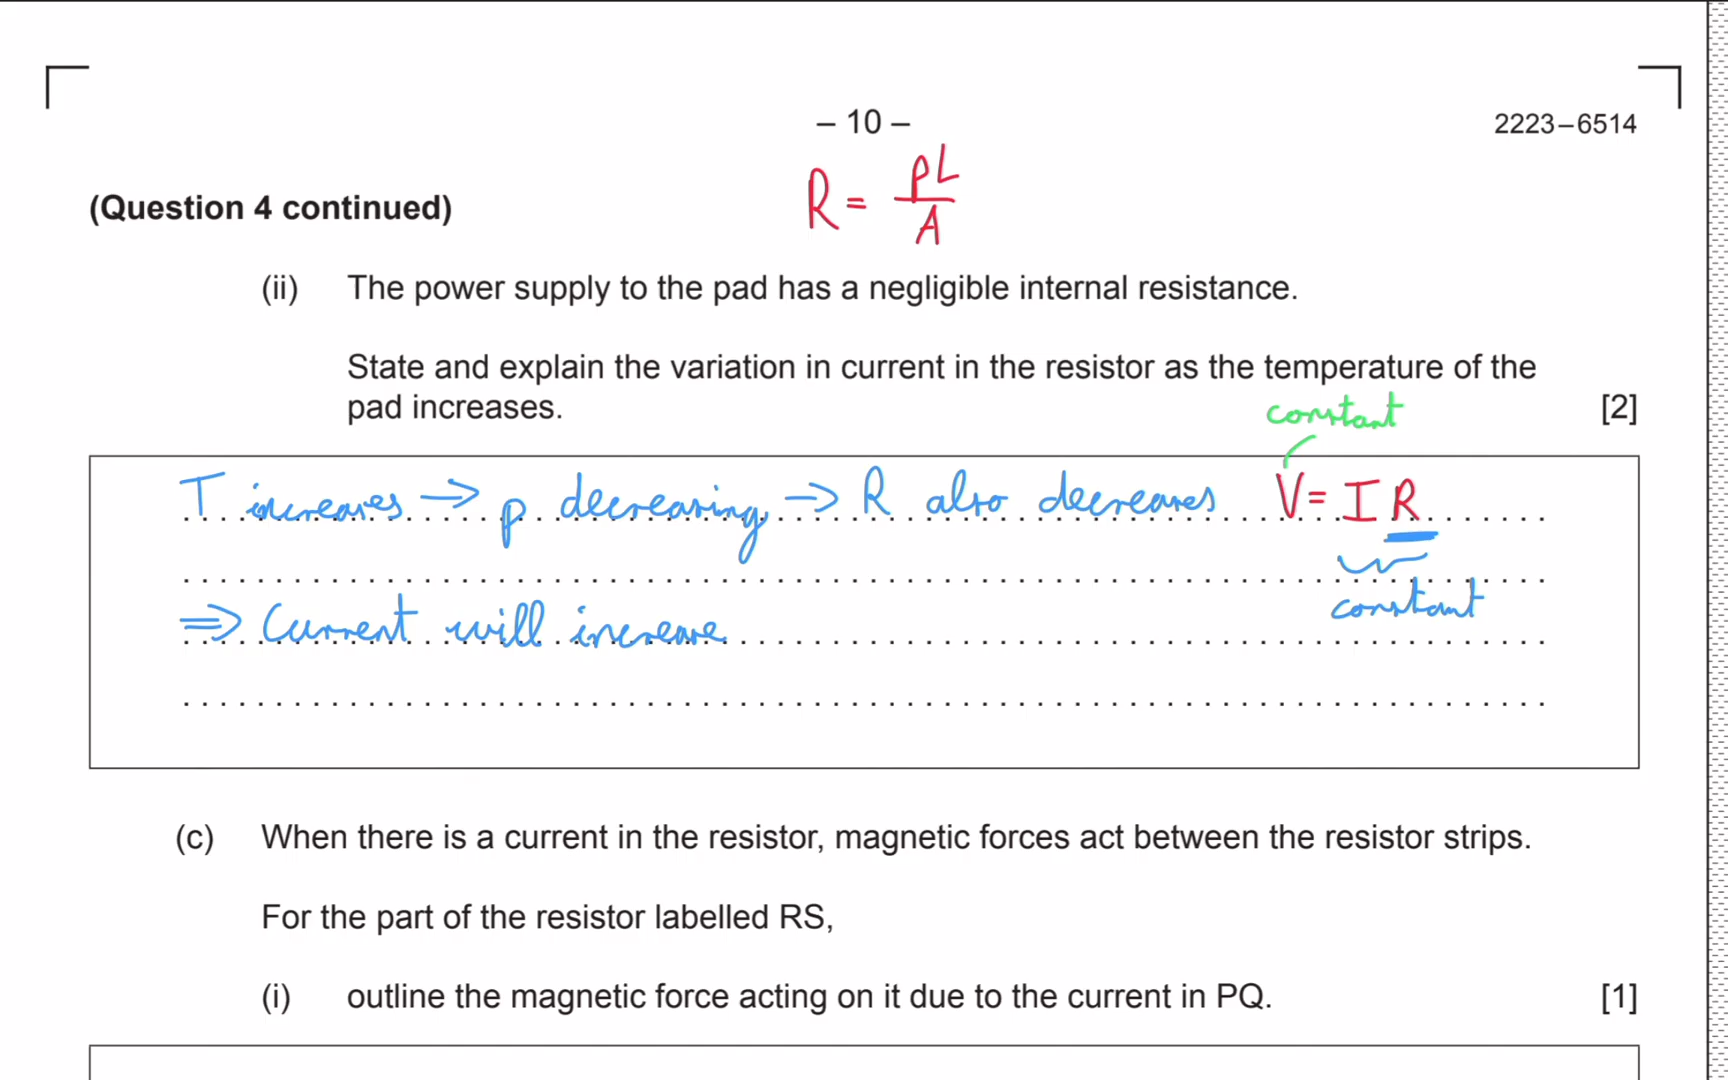 – 10 –
2223–6514
R = ρL/A
(Question 4 continued)
(ii) The power supply to the pad has a negligible internal resistance.
State and explain the variation in current in the resistor as the temperature of the
pad increases. [2]
constant
T increases → ρ decreasing, → R also decreases V = IR
constant
⇒ Current will increase
(c) When there is a current in the resistor, magnetic forces act between the resistor strips.
For the part of the resistor labelled RS,
(i) outline the magnetic force acting on it due to the current in PQ. [1]